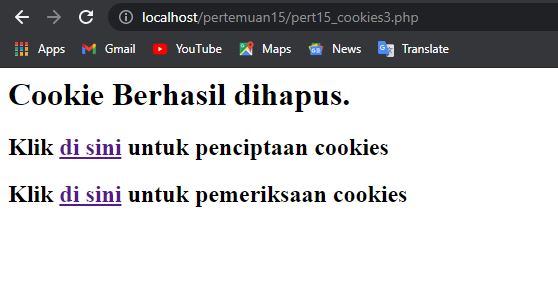 localhost/pertemuan15/pert15_cookies3.php
Apps Gmail YouTube Maps News Translate
Cookie Berhasil dihapus.
Klik di sini untuk penciptaan cookies
Klik di sini untuk pemeriksaan cookies